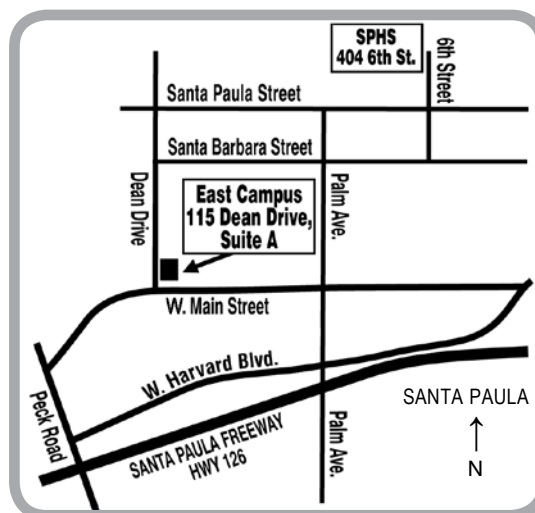 SPHS
404 6th St.
6th Street
Santa Paula Street
Santa Barbara Street
Dean Drive
East Campus
115 Dean Drive,
Suite A
Palm Ave.
W. Main Street
W. Harvard Blvd.
Peck Road
SANTA PAULA FREEWAY
HWY 126
Palm Ave.
SANTA PAULA
N